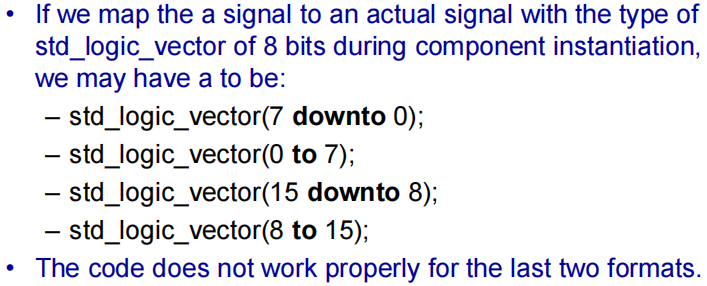 • If we map the a signal to an actual signal with the type of
std_logic_vector of 8 bits during component instantiation,
we may have a to be:
– std_logic_vector(7 downto 0);
– std_logic_vector(0 to 7);
– std_logic_vector(15 downto 8);
– std_logic_vector(8 to 15);
• The code does not work properly for the last two formats.